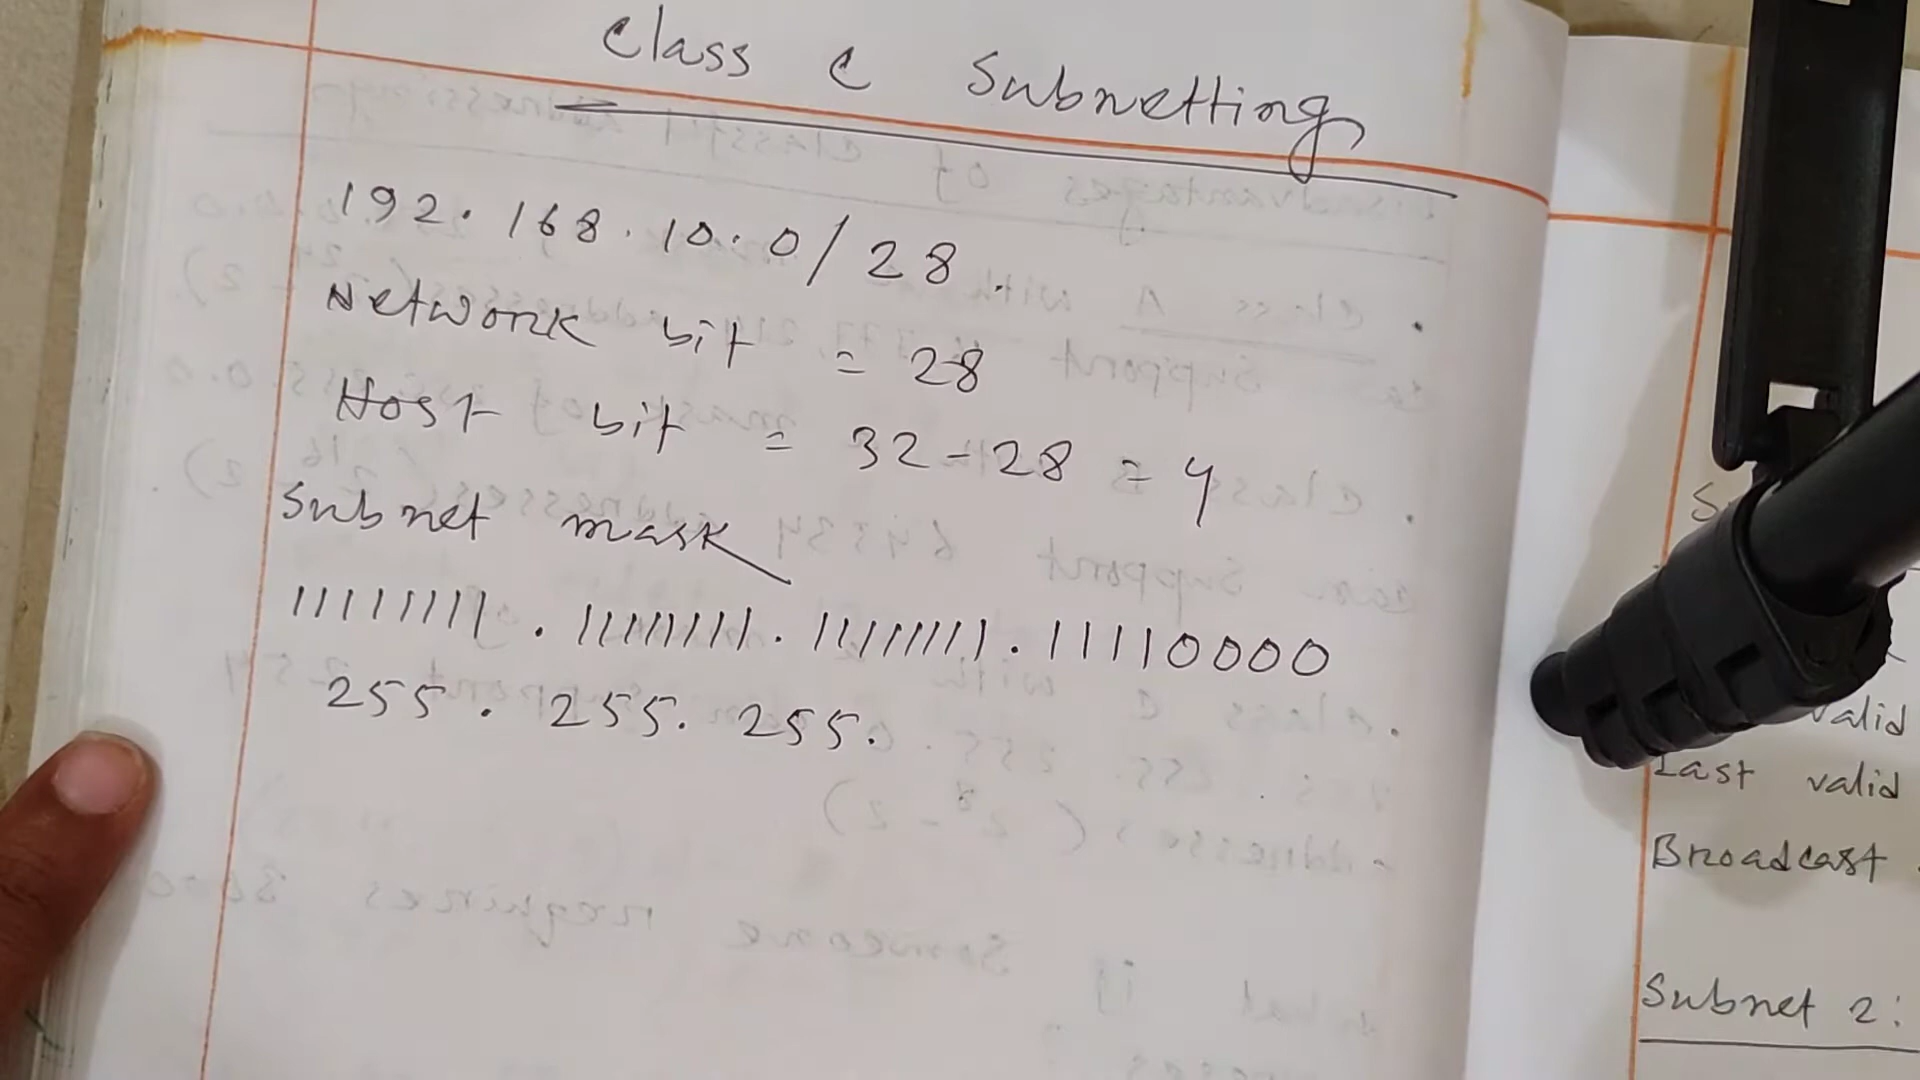 Class C Subnetting
192.168.10.0/28.
Network bit = 28
Host bit = 32-28 = 4
Subnet mask
11111111.11111111.11111111.11110000
255.255.255.
valid
Last valid
Broadcast
Subnet 2: